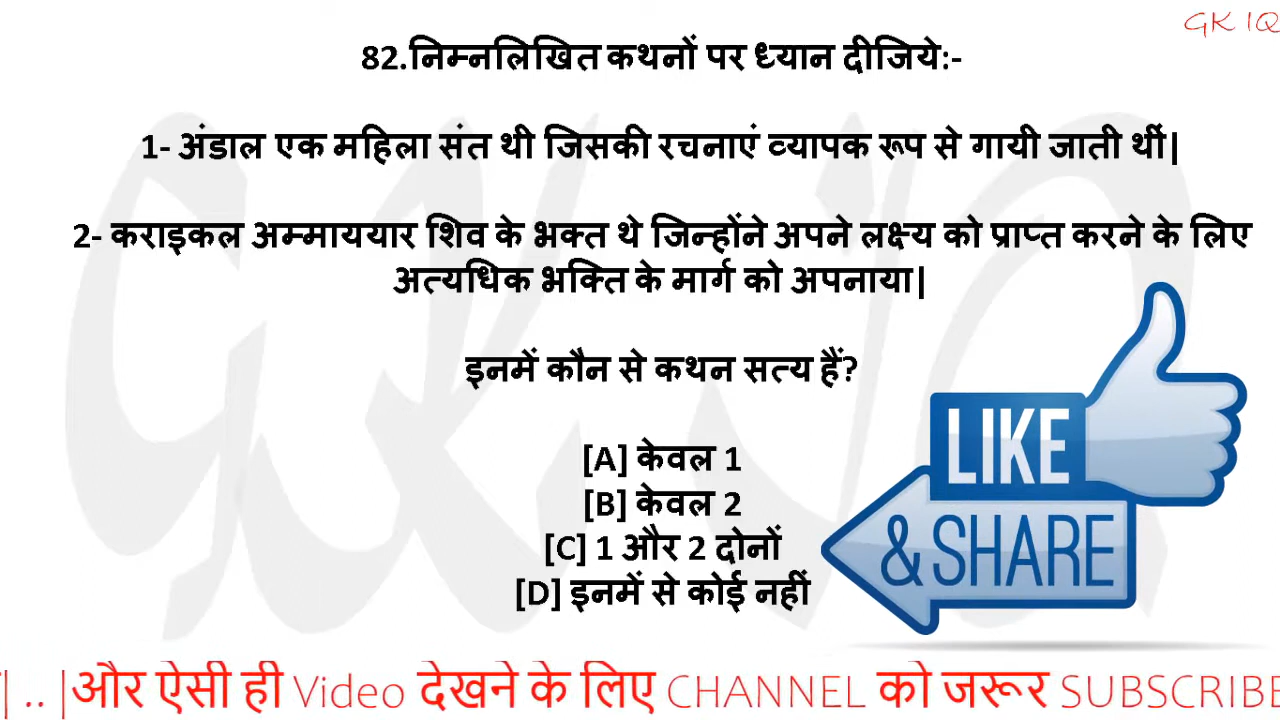 GK IQ
82.निम्नलिखित कथनों पर ध्यान दीजिये:-
1- अंडाल एक महिला संत थी जिसकी रचनाएं व्यापक रूप से गायी जाती थीं|
2- कराइकल अम्माययार शिव के भक्त थे जिन्होंने अपने लक्ष्य को प्राप्त करने के लिए
अत्यधिक भक्ति के मार्ग को अपनाया|
इनमें कौन से कथन सत्य हैं?
[A] केवल 1
[B] केवल 2
[C] 1 और 2 दोनों
[D] इनमें से कोई नहीं
LIKE
& SHARE
| .. |और ऐसी ही Video देखने के लिए CHANNEL को जरूर SUBSCRIBE